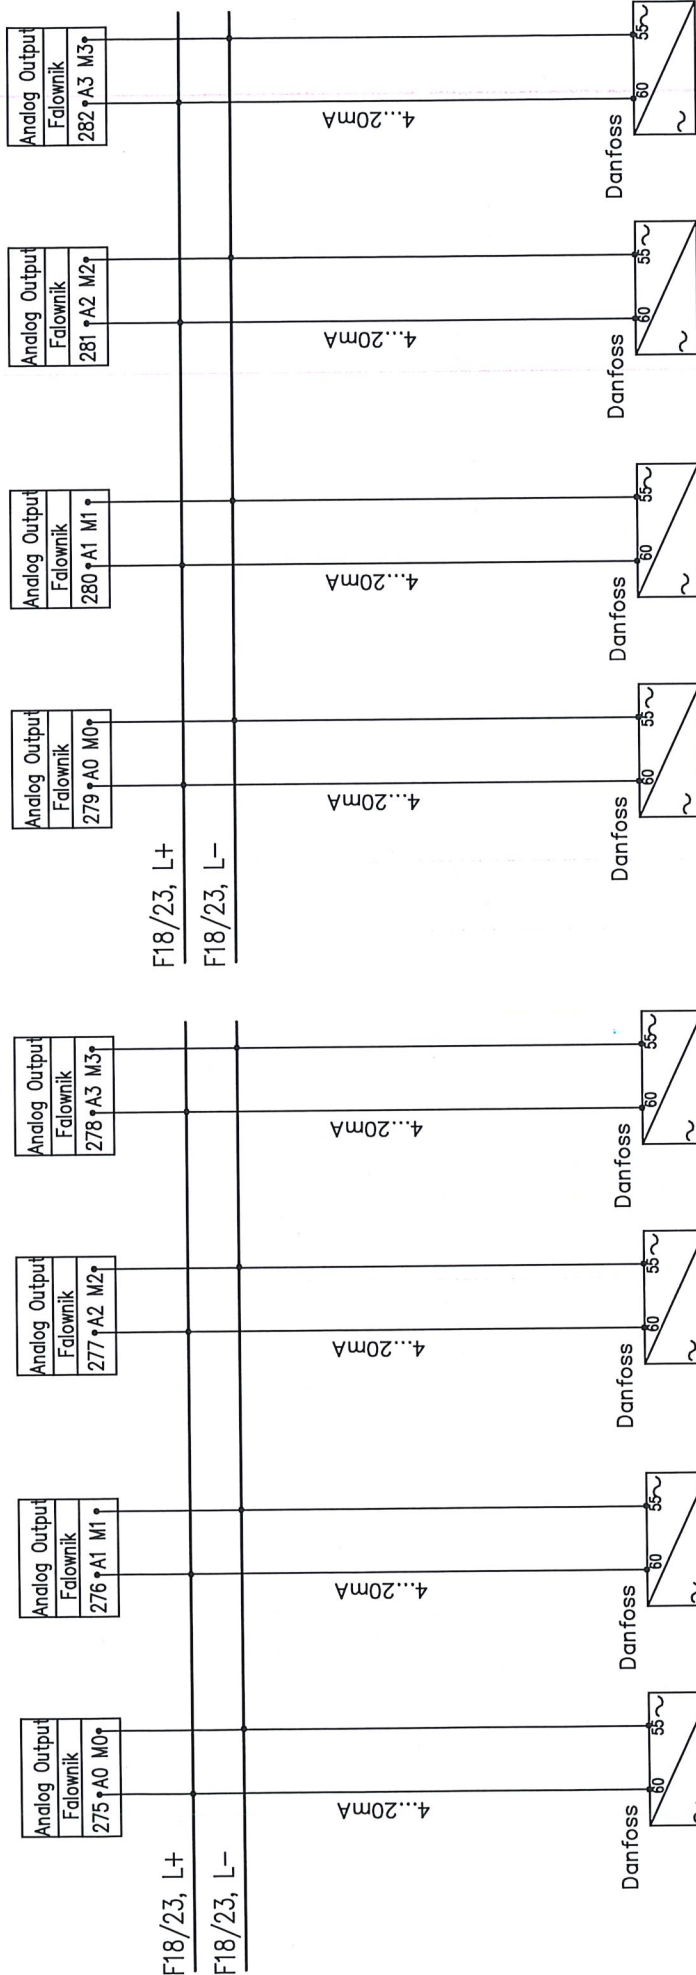 Analog Output
Falownik
275 A0 M0
Analog Output
Falownik
276 A1 M1
Analog Output
Falownik
277 A2 M2
Analog Output
Falownik
278 A3 M3
Analog Output
Falownik
279 A0 M0
Analog Output
Falownik
280 A1 M1
Analog Output
Falownik
281 A2 M2
Analog Output
Falownik
282 A3 M3
F18/23, L+
F18/23, L-
F18/23, L+
F18/23, L-
4...20mA
4...20mA
4...20mA
4...20mA
4...20mA
4...20mA
4...20mA
4...20mA
Danfoss
60 55
Danfoss
60 55
Danfoss
60 55
Danfoss
60 55
Danfoss
60 55
Danfoss
60 55
Danfoss
60 55
Danfoss
60 55